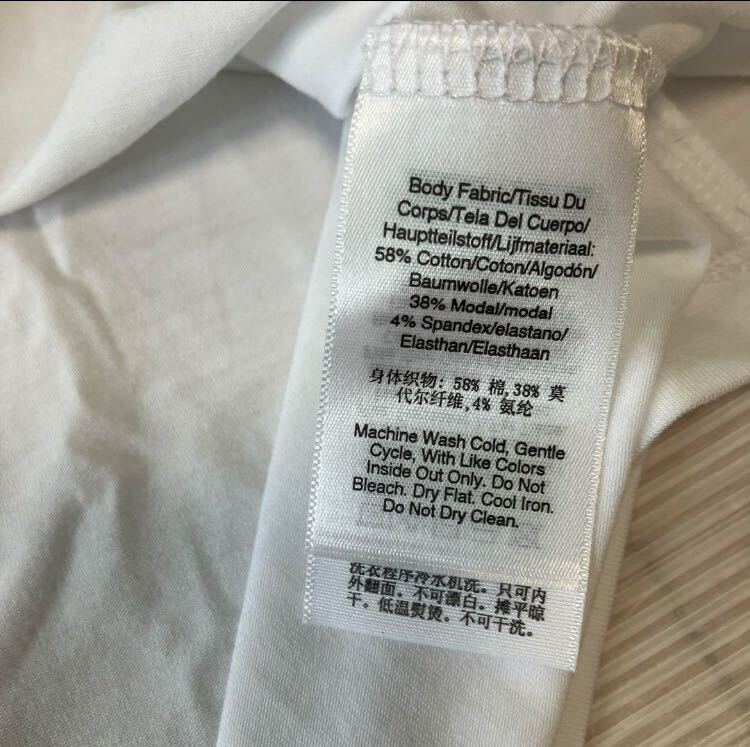 Body Fabric/Tissu Du
Corps/Tela Del Cuerpo/
Hauptteilstoff/Lijfmateriaal:
58% Cotton/Coton/Algodón/
Baumwolle/Katoen
38% Modal/modal
4% Spandex/elastano/
Elasthan/Elasthaan
身体织物: 58% 棉,38% 莫
代尔纤维,4% 氨纶
Machine Wash Cold, Gentle
Cycle, With Like Colors
Inside Out Only. Do Not
Bleach. Dry Flat. Cool Iron.
Do Not Dry Clean.
洗衣程序冷水机洗。只可内
外翻面。不可漂白。摊平晾
干。低温熨烫。不可干洗。